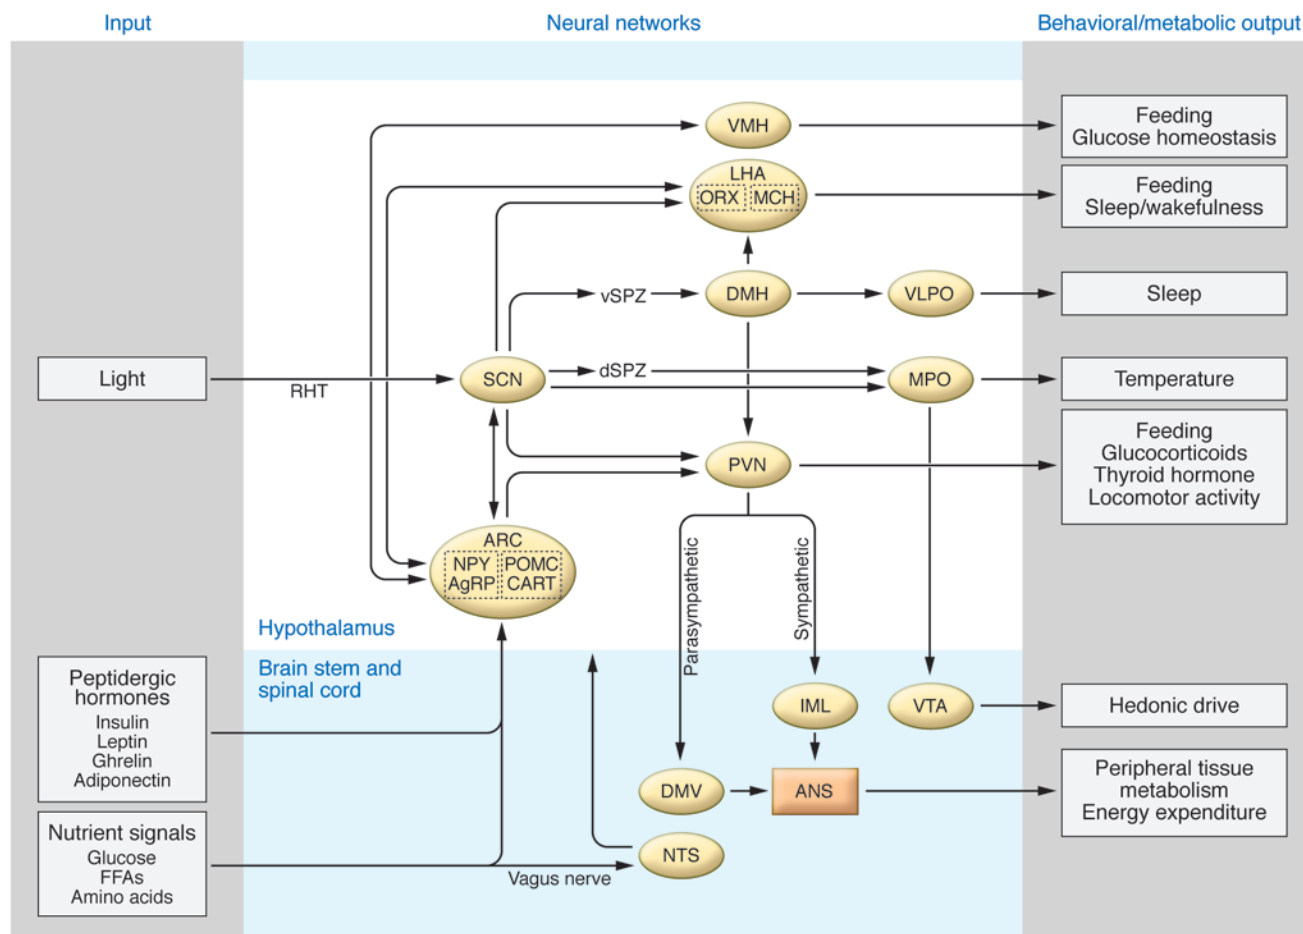 Input
Neural networks
Behavioral/metabolic output
VMH
Feeding
Glucose homeostasis
LHA
ORX
MCH
Feeding
Sleep/wakefulness
vSPZ
DMH
VLPO
Sleep
Light
RHT
SCN
dSPZ
MPO
Temperature
PVN
Feeding
Glucocorticoids
Thyroid hormone
Locomotor activity
ARC
NPY
AgRP
POMC
CART
Parasympathetic
Sympathetic
Hypothalamus
Brain stem and
spinal cord
Peptidergic
hormones
Insulin
Leptin
Ghrelin
Adiponectin
IML
VTA
Hedonic drive
DMV
ANS
Peripheral tissue
metabolism
Energy expenditure
Nutrient signals
Glucose
FFAs
Amino acids
Vagus nerve
NTS